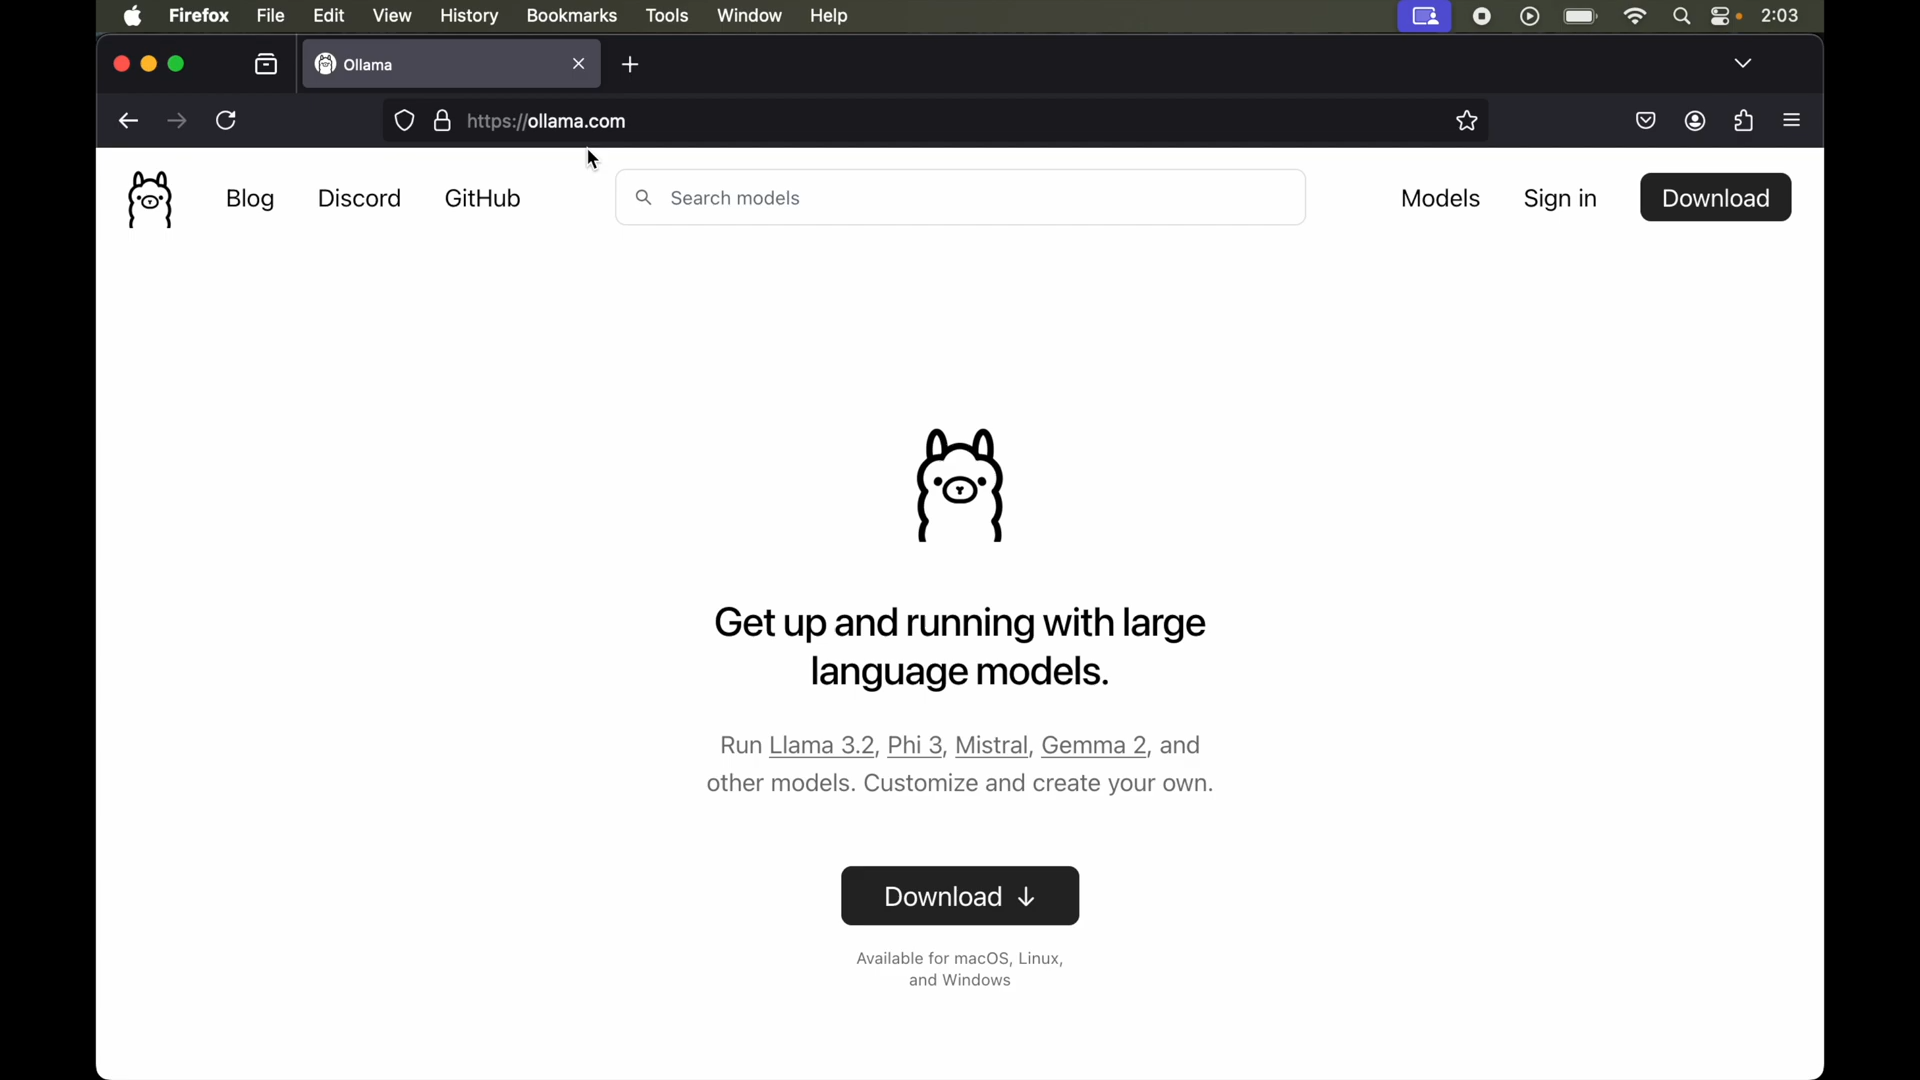 Firefox File Edit View History Bookmarks Tools Window Help 2:03
Ollama
https://ollama.com
Blog Discord GitHub Search models Models Sign in Download
Get up and running with large
language models.
Run Llama 3.2, Phi 3, Mistral, Gemma 2, and
other models. Customize and create your own.
Download ↓
Available for macOS, Linux,
and Windows